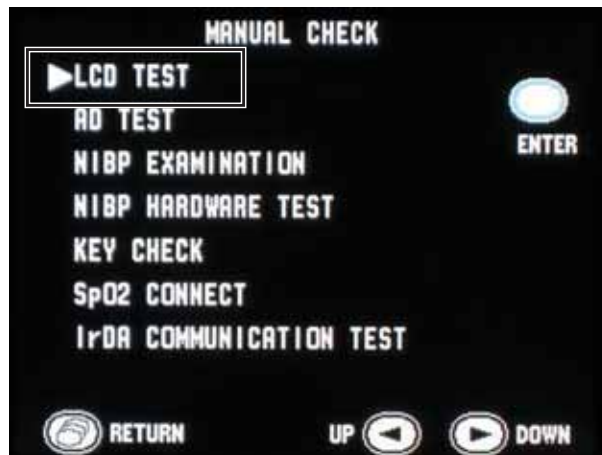 MANUAL CHECK
LCD TEST
AD TEST
ENTER
NIBP EXAMINATION
NIBP HARDWARE TEST
KEY CHECK
SpO2 CONNECT
IrDA COMMUNICATION TEST
RETURN UP DOWN